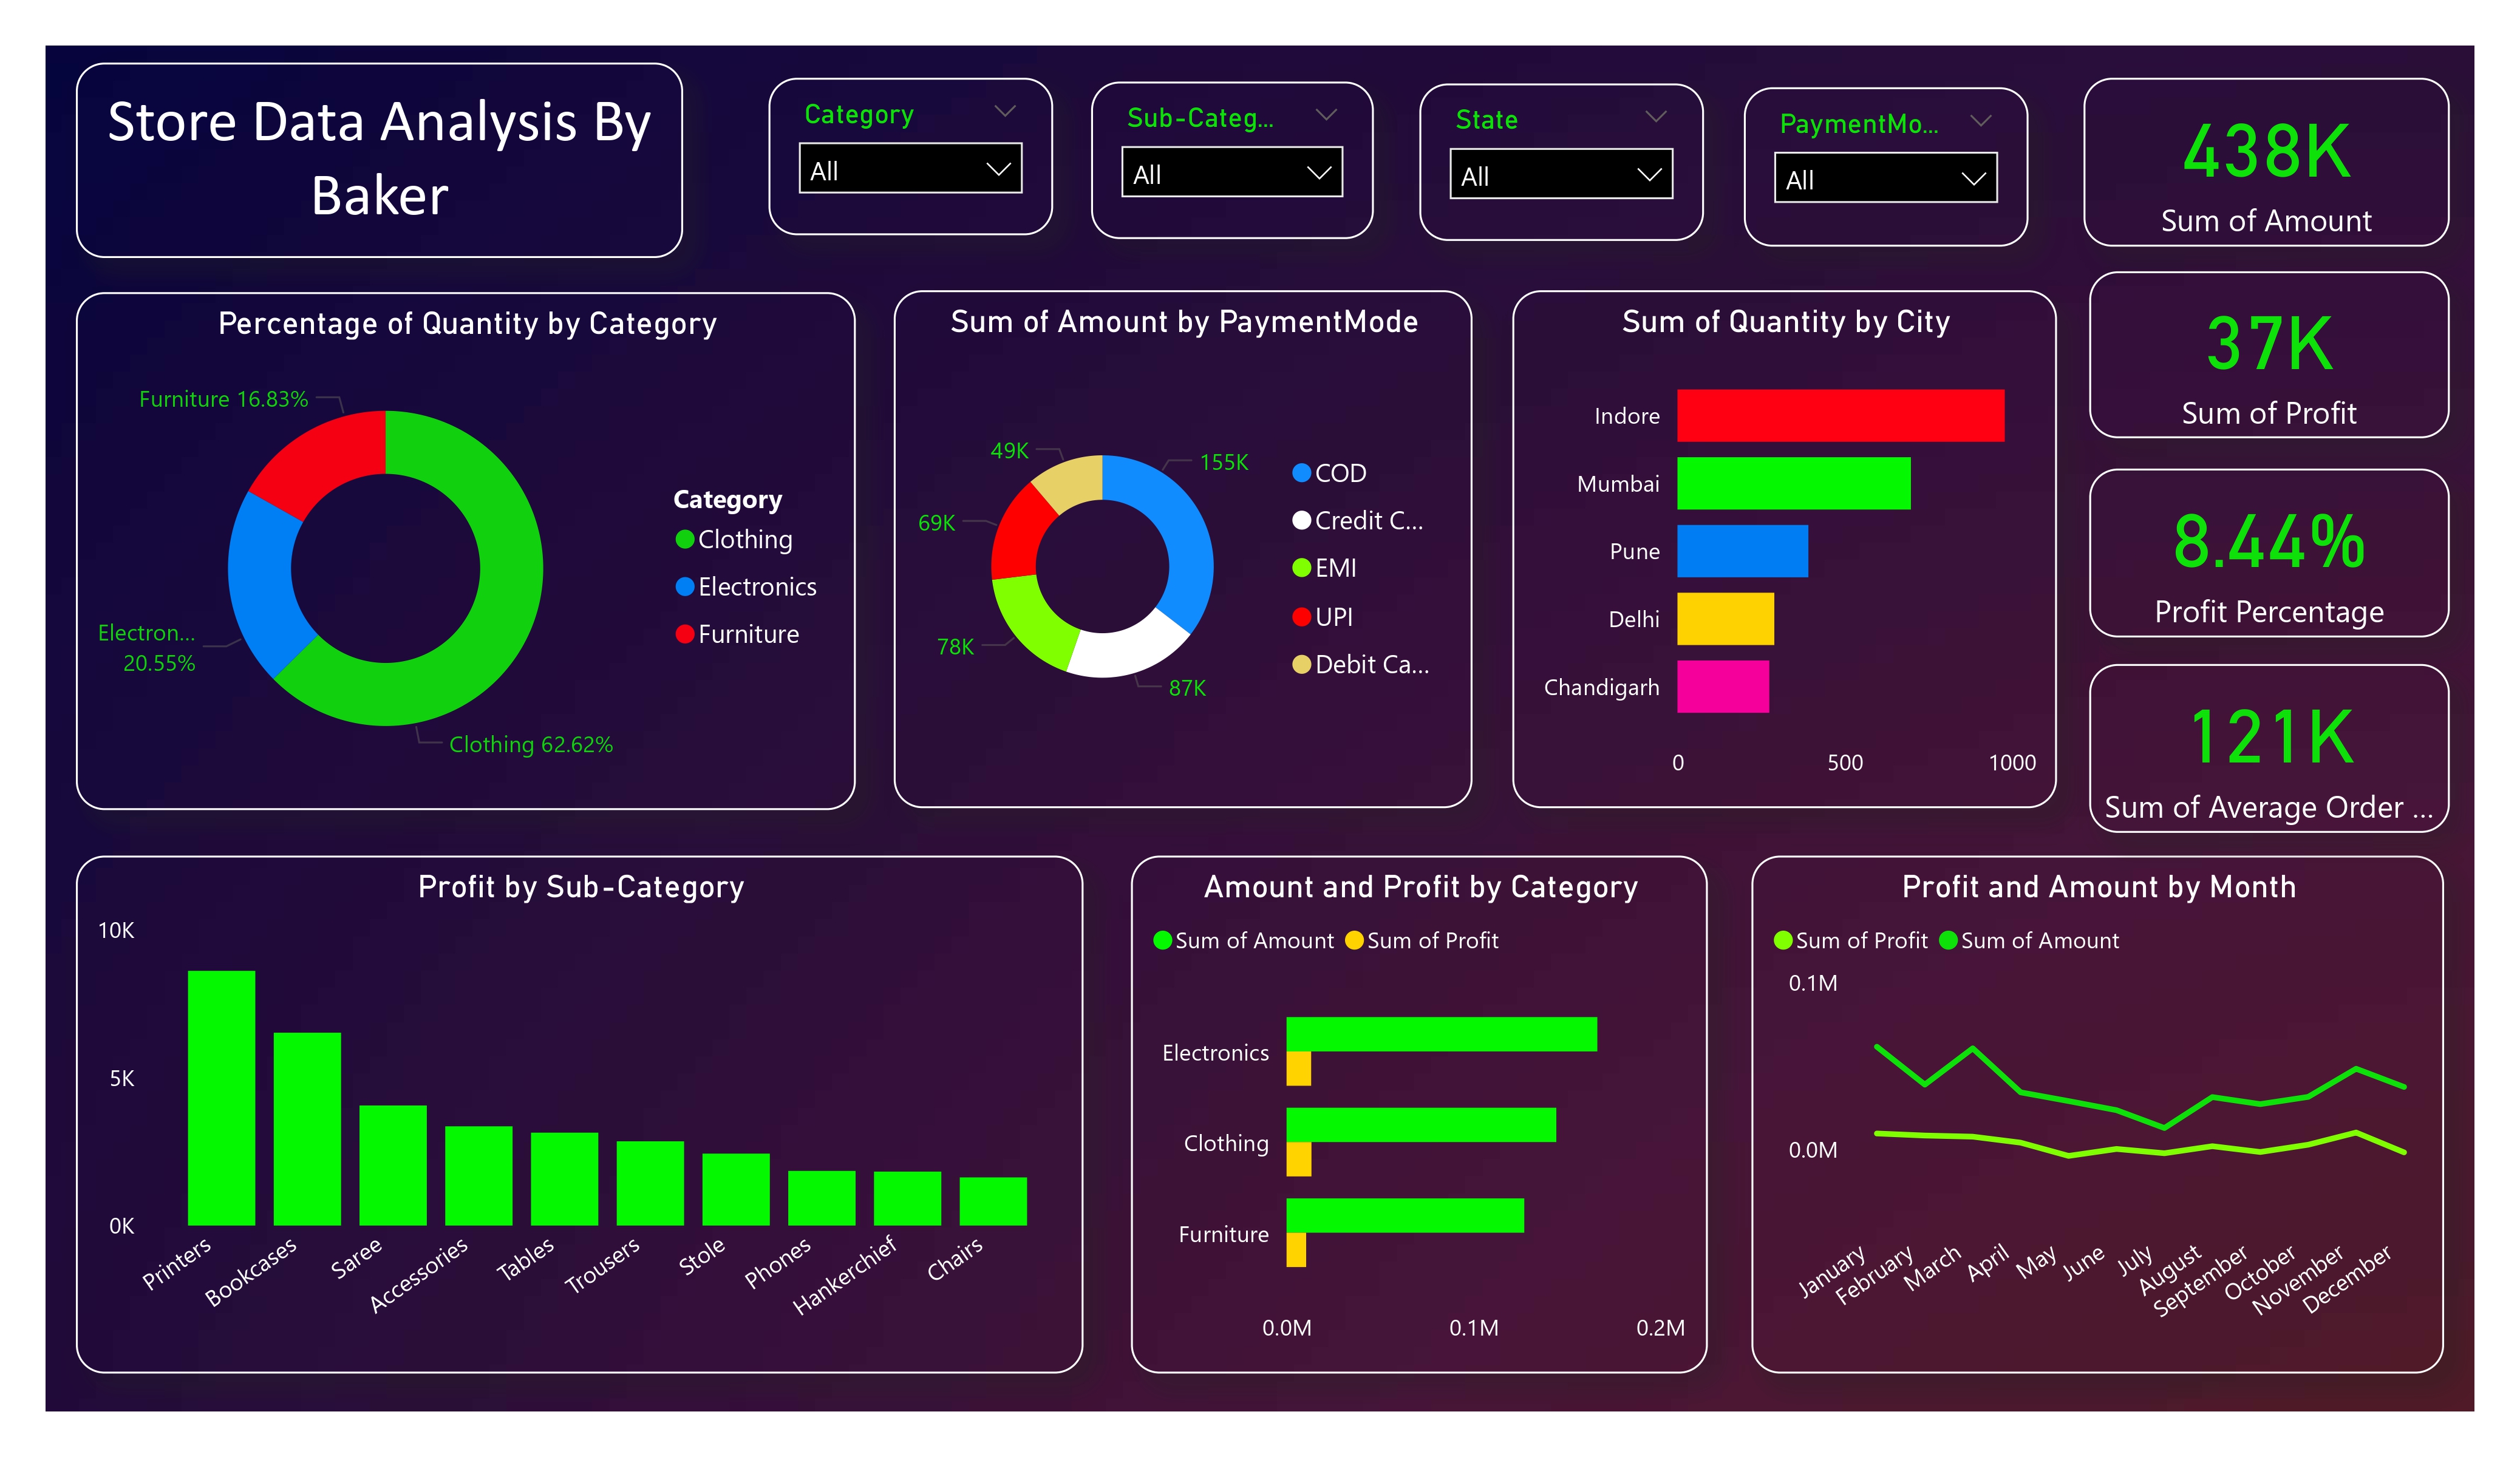 Store Data Analysis By
Baker
Category
All
Sub-Categ...
All
State
All
PaymentMo...
All
438K
Sum of Amount
37K
Sum of Profit
8.44%
Profit Percentage
121K
Sum of Average Order ...
Percentage of Quantity by Category
Furniture 16.83%
Electron...
20.55%
Clothing 62.62%
Category
Clothing
Electronics
Furniture
Sum of Amount by PaymentMode
49K
155K
69K
78K
87K
COD
Credit C...
EMI
UPI
Debit Ca...
Sum of Quantity by City
Indore
Mumbai
Pune
Delhi
Chandigarh
0 500 1000
Profit by Sub-Category
10K
5K
0K
Printers
Bookcases
Saree
Accessories
Tables
Trousers
Stole
Phones
Hankerchief
Chairs
Amount and Profit by Category
Sum of Amount Sum of Profit
Electronics
Clothing
Furniture
0.0M 0.1M 0.2M
Profit and Amount by Month
Sum of Profit Sum of Amount
0.1M
0.0M
January
February
March
April
May
June
July
August
September
October
November
December